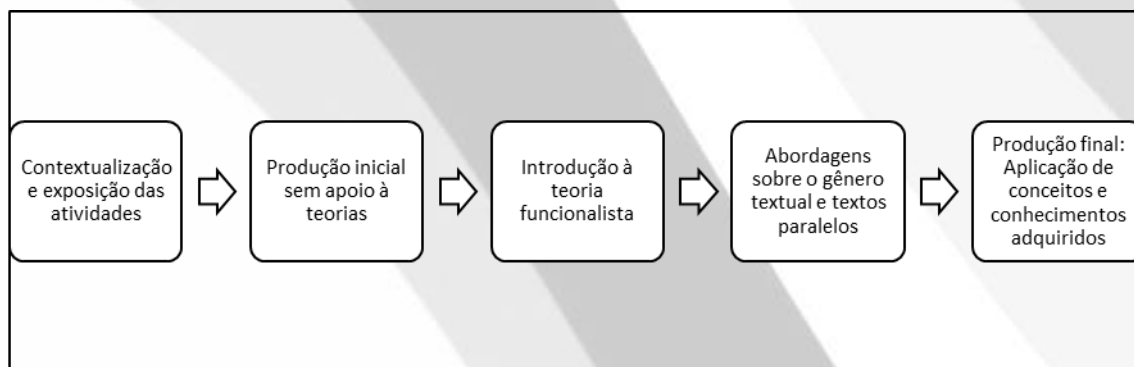 Contextualização
e exposição das
atividades
Produção inicial
sem apoio à
teorias
Introdução à
teoria
funcionalista
Abordagens
sobre o gênero
textual e textos
paralelos
Produção final:
Aplicação de
conceitos e
conhecimentos
adquiridos